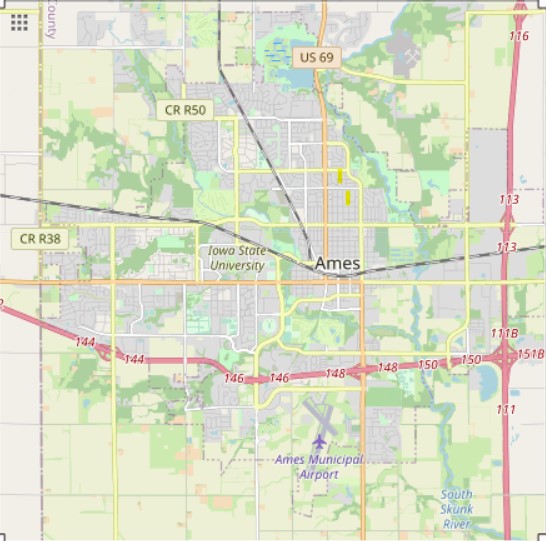 County
US 69
116
CR R50
113
CR R38
Iowa State
University
113
Ames
144
144
146
146
148
148
150
150
111B
151B
111
Ames Municipal
Airport
South
Skunk
River